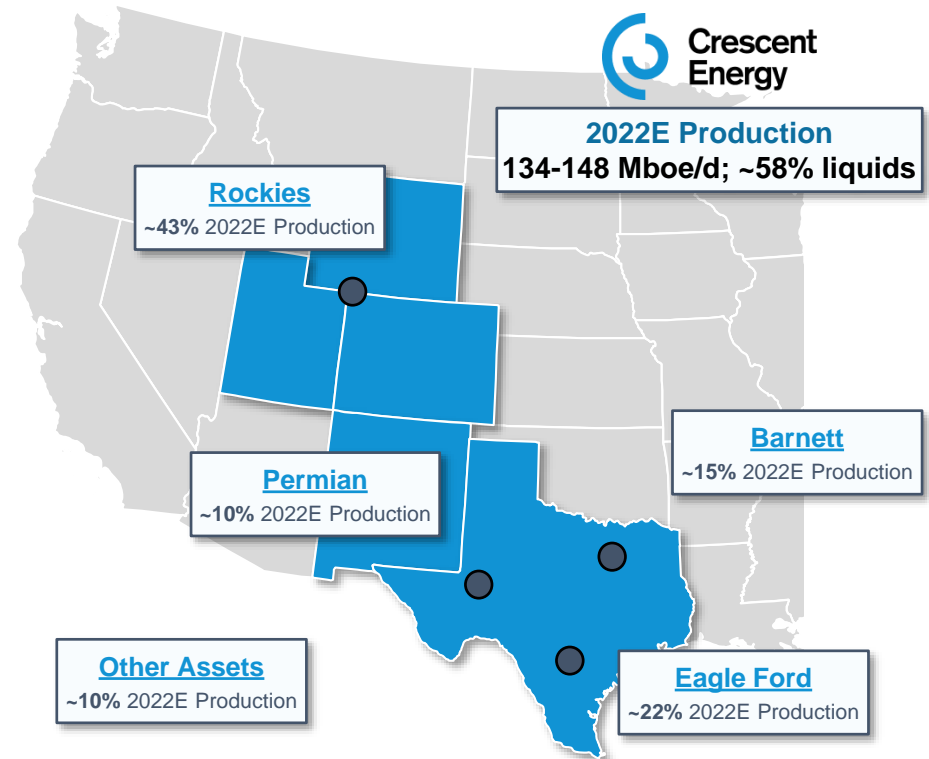 Crescent
Energy
2022E Production
134-148 Mboe/d; ~58% liquids
Rockies
~43% 2022E Production
Barnett
~15% 2022E Production
Permian
~10% 2022E Production
Other Assets
~10% 2022E Production
Eagle Ford
~22% 2022E Production